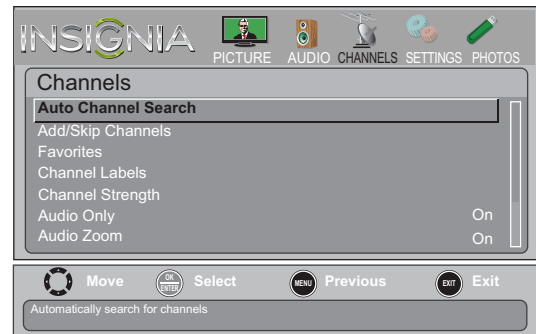 INSIGNIA
PICTURE AUDIO CHANNELS SETTINGS PHOTOS
Channels
Auto Channel Search
Add/Skip Channels
Favorites
Channel Labels
Channel Strength
Audio Only On
Audio Zoom On
Move OK ENTER Select MENU Previous EXIT Exit
Automatically search for channels